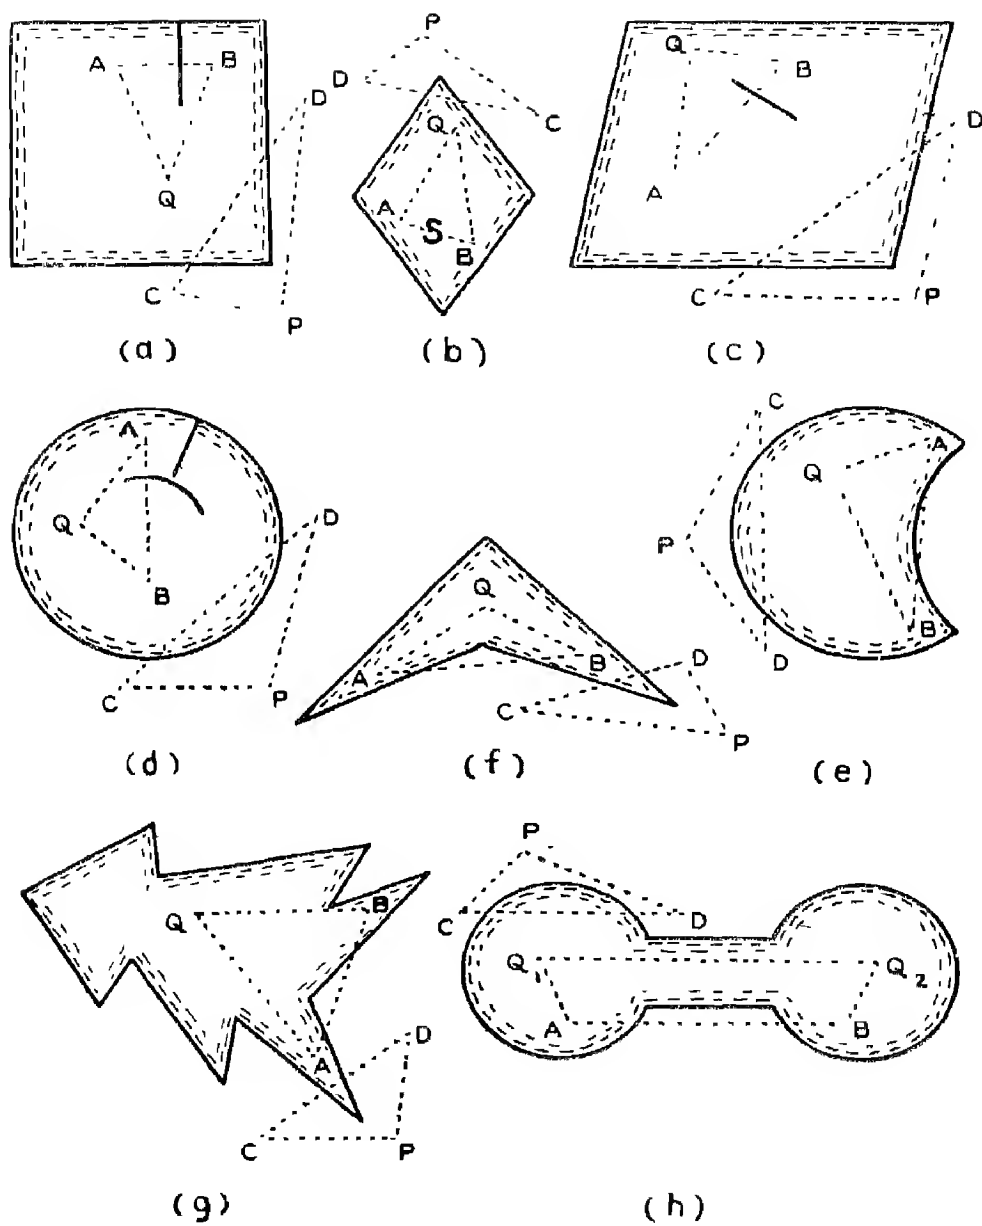 A B Q C D P
(a)
P D C Q A S B
(b)
Q B A D C P
(c)
A Q B D C P
(d)
Q A B D C P
(f)
C A Q P B D
(e)
Q B A D C P
(g)
P C D Q1 Q2 A B
(h)